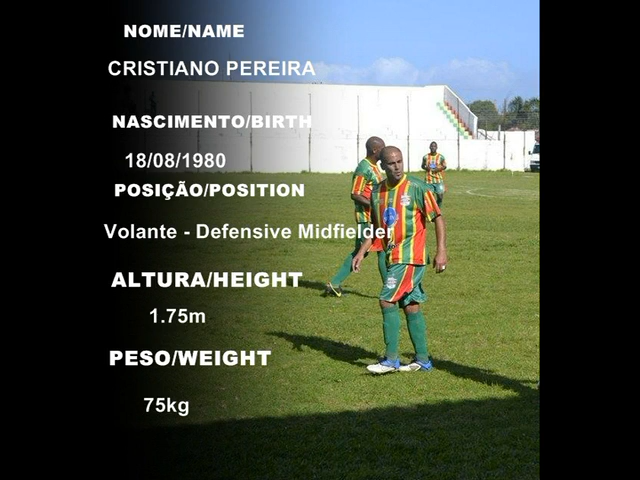 NOME/NAME
CRISTIANO PEREIRA
NASCIMENTO/BIRTH
18/08/1980
POSIÇÃO/POSITION
Volante - Defensive Midfielder
ALTURA/HEIGHT
1.75m
PESO/WEIGHT
75kg